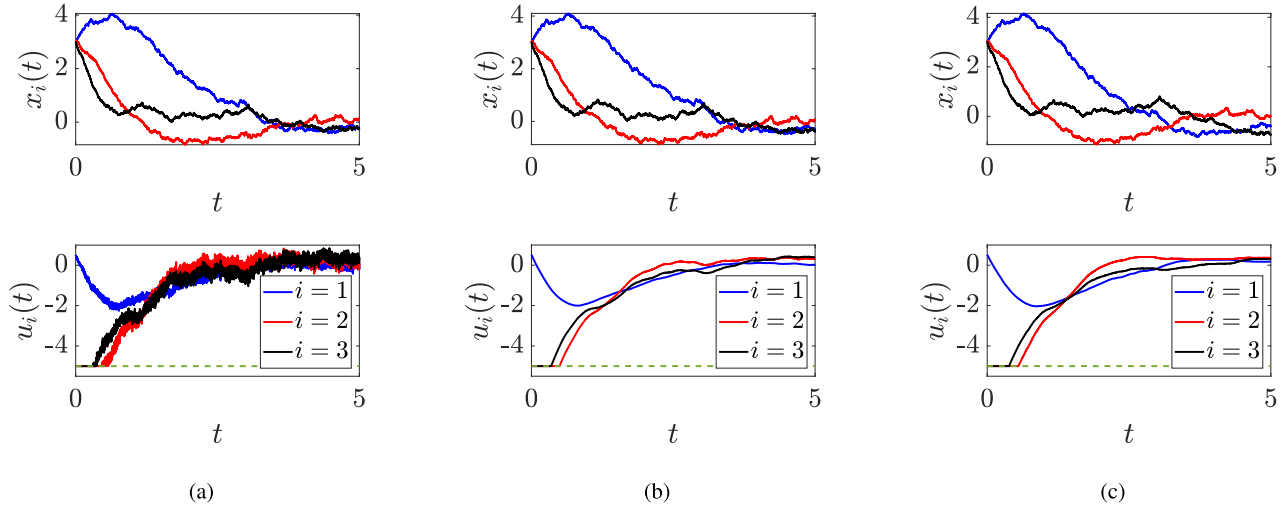 4
2
0
x_i(t)
0
5
t
4
2
0
x_i(t)
0
5
t
4
2
0
x_i(t)
0
5
t
0
-2
-4
u_i(t)
i = 1
i = 2
i = 3
0
5
t
0
-2
-4
u_i(t)
i = 1
i = 2
i = 3
0
5
t
0
-2
-4
u_i(t)
i = 1
i = 2
i = 3
0
5
t
(a)
(b)
(c)